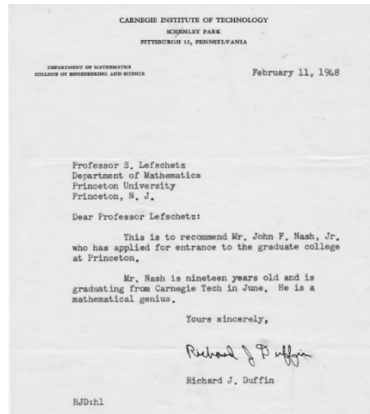 CARNEGIE INSTITUTE OF TECHNOLOGY
SCHENLEY PARK
PITTSBURGH 13, PENNSYLVANIA
DEPARTMENT OF MATHEMATICS
COLLEGE OF ENGINEERING AND SCIENCE
February 11, 1948
Professor S. Lefschetz
Department of Mathematics
Princeton University
Princeton, N. J.
Dear Professor Lefschetz:
This is to recommend Mr. John F. Nash, Jr.
who has applied for entrance to the graduate college
at Princeton.
Mr. Nash is nineteen years old and is
graduating from Carnegie Tech in June. He is a
mathematical genius.
Yours sincerely,
Richard J Duffin
Richard J. Duffin
RJD:hl